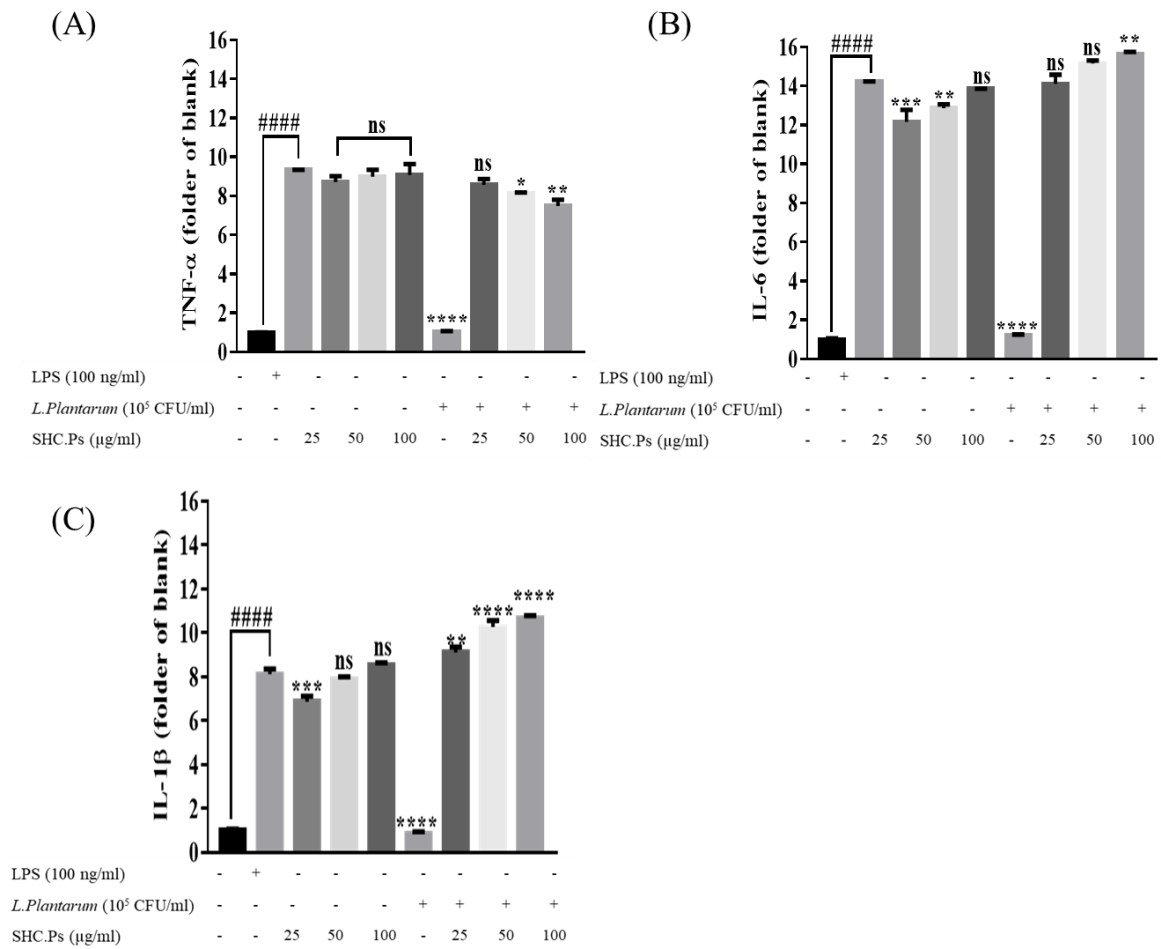 (A)
TNF-α (folder of blank)
16
14
12
10
8
6
4
2
0
####
ns
****
ns
*
**
LPS (100 ng/ml) - + - - - - - - -
L.Plantarum (10⁵ CFU/ml) - - - - - + + + +
SHC.Ps (μg/ml) - - 25 50 100 - 25 50 100
(B)
IL-6 (folder of blank)
16
14
12
10
8
6
4
2
0
####
***
**
ns
****
ns
ns
**
LPS (100 ng/ml) - + - - - - - - -
L.Plantarum (10⁵ CFU/ml) - - - - - + + + +
SHC.Ps (μg/ml) - - 25 50 100 - 25 50 100
(C)
IL-1β (folder of blank)
16
14
12
10
8
6
4
2
0
####
***
ns
ns
****
**
****
****
LPS (100 ng/ml) - + - - - - - - -
L.Plantarum (10⁵ CFU/ml) - - - - - + + + +
SHC.Ps (μg/ml) - - 25 50 100 - 25 50 100